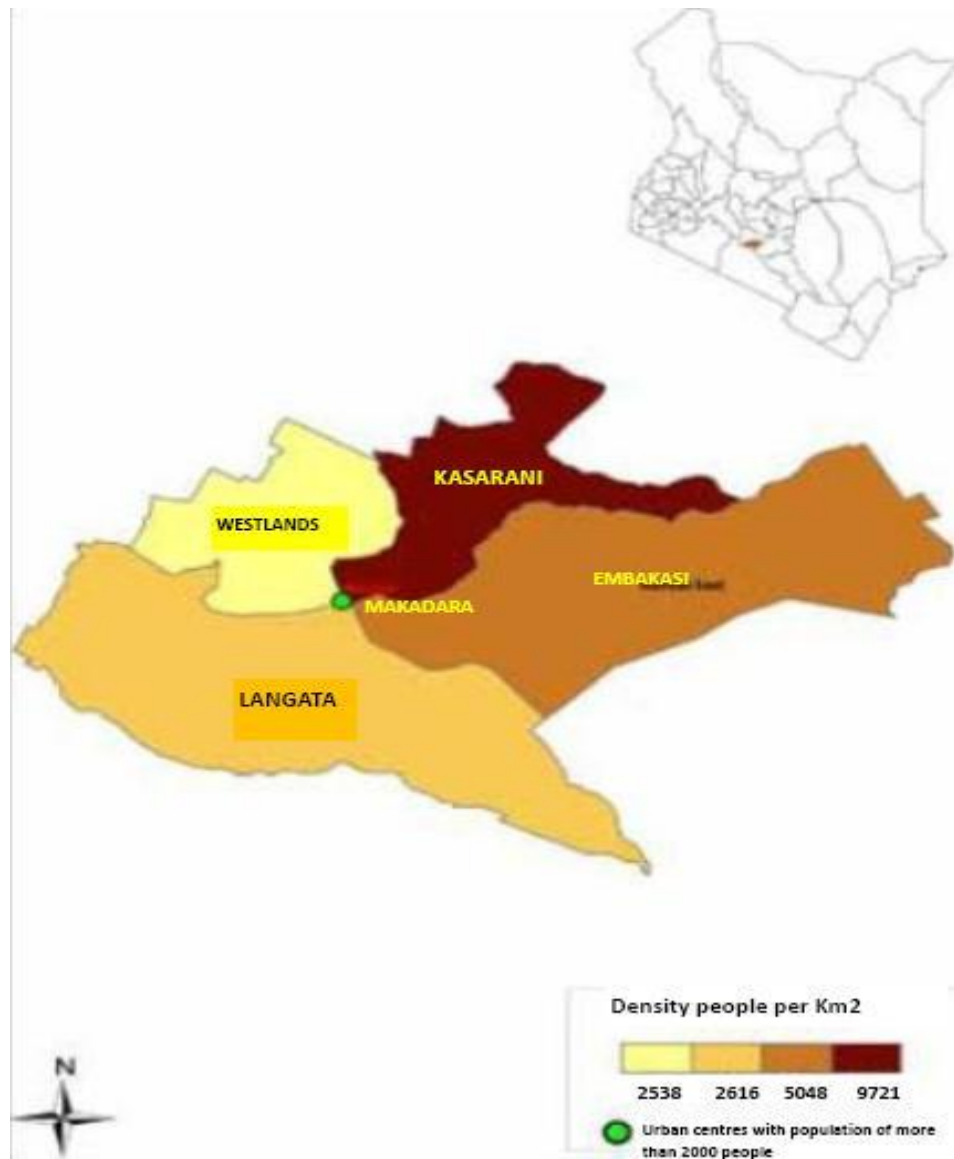 KASARANI
WESTLANDS
EMBAKASI
MAKADARA
LANGATA
Density people per Km2
2538 2616 5048 9721
N
Urban centres with population of more
than 2000 people